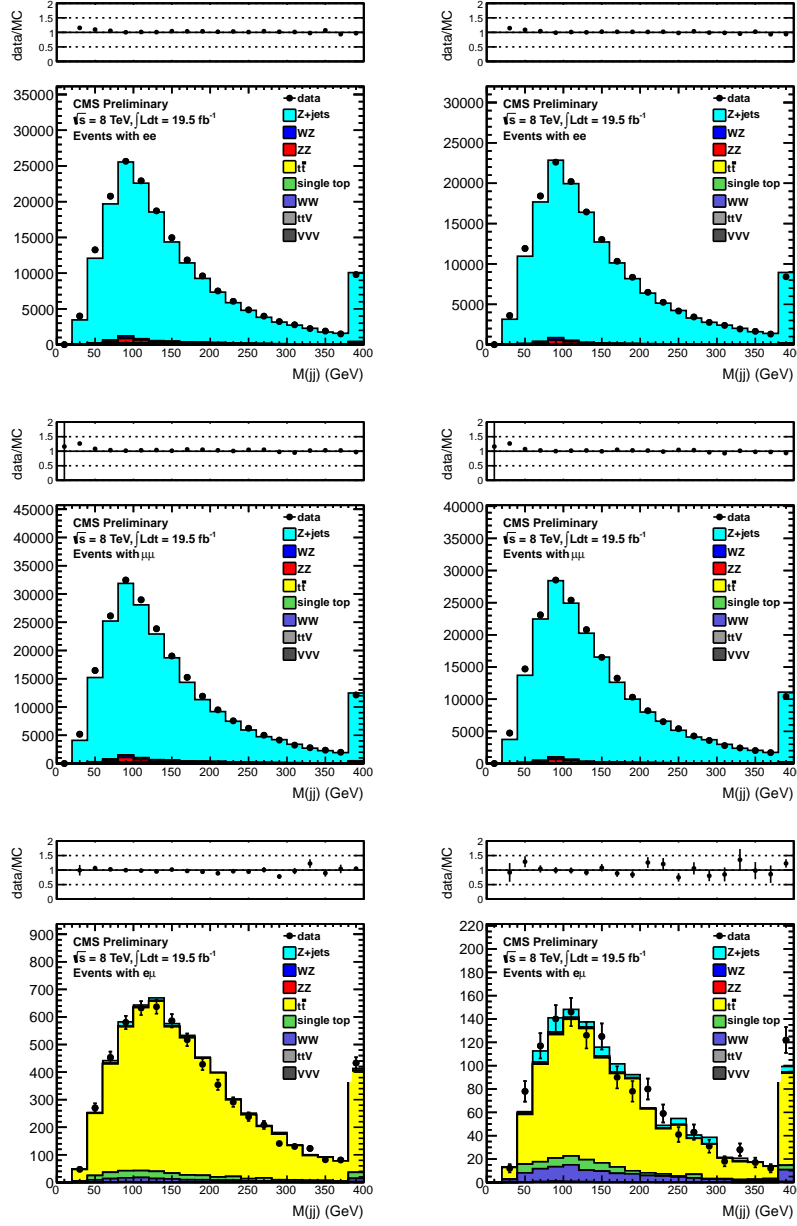 data/MC
2
1.5
1
0.5
0
CMS Preliminary
√s = 8 TeV, ∫Ldt = 19.5 fb⁻¹
Events with ee
data
Z+jets
WZ
ZZ
tt̄
single top
WW
ttV
VVV
35000
30000
25000
20000
15000
10000
5000
0
0 50 100 150 200 250 300 350 400
M(jj) (GeV)
data/MC
2
1.5
1
0.5
0
CMS Preliminary
√s = 8 TeV, ∫Ldt = 19.5 fb⁻¹
Events with ee
data
Z+jets
WZ
ZZ
tt̄
single top
WW
ttV
VVV
30000
25000
20000
15000
10000
5000
0
0 50 100 150 200 250 300 350 400
M(jj) (GeV)
data/MC
2
1.5
1
0.5
0
CMS Preliminary
√s = 8 TeV, ∫Ldt = 19.5 fb⁻¹
Events with μμ
data
Z+jets
WZ
ZZ
tt̄
single top
WW
ttV
VVV
45000
40000
35000
30000
25000
20000
15000
10000
5000
0
0 50 100 150 200 250 300 350 400
M(jj) (GeV)
data/MC
2
1.5
1
0.5
0
CMS Preliminary
√s = 8 TeV, ∫Ldt = 19.5 fb⁻¹
Events with μμ
data
Z+jets
WZ
ZZ
tt̄
single top
WW
ttV
VVV
40000
35000
30000
25000
20000
15000
10000
5000
0
0 50 100 150 200 250 300 350 400
M(jj) (GeV)
data/MC
2
1.5
1
0.5
0
CMS Preliminary
√s = 8 TeV, ∫Ldt = 19.5 fb⁻¹
Events with eμ
data
Z+jets
WZ
ZZ
tt̄
single top
WW
ttV
VVV
900
800
700
600
500
400
300
200
100
0
0 50 100 150 200 250 300 350 400
M(jj) (GeV)
data/MC
2
1.5
1
0.5
0
CMS Preliminary
√s = 8 TeV, ∫Ldt = 19.5 fb⁻¹
Events with eμ
data
Z+jets
WZ
ZZ
tt̄
single top
WW
ttV
VVV
220
200
180
160
140
120
100
80
60
40
20
0
0 50 100 150 200 250 300 350 400
M(jj) (GeV)